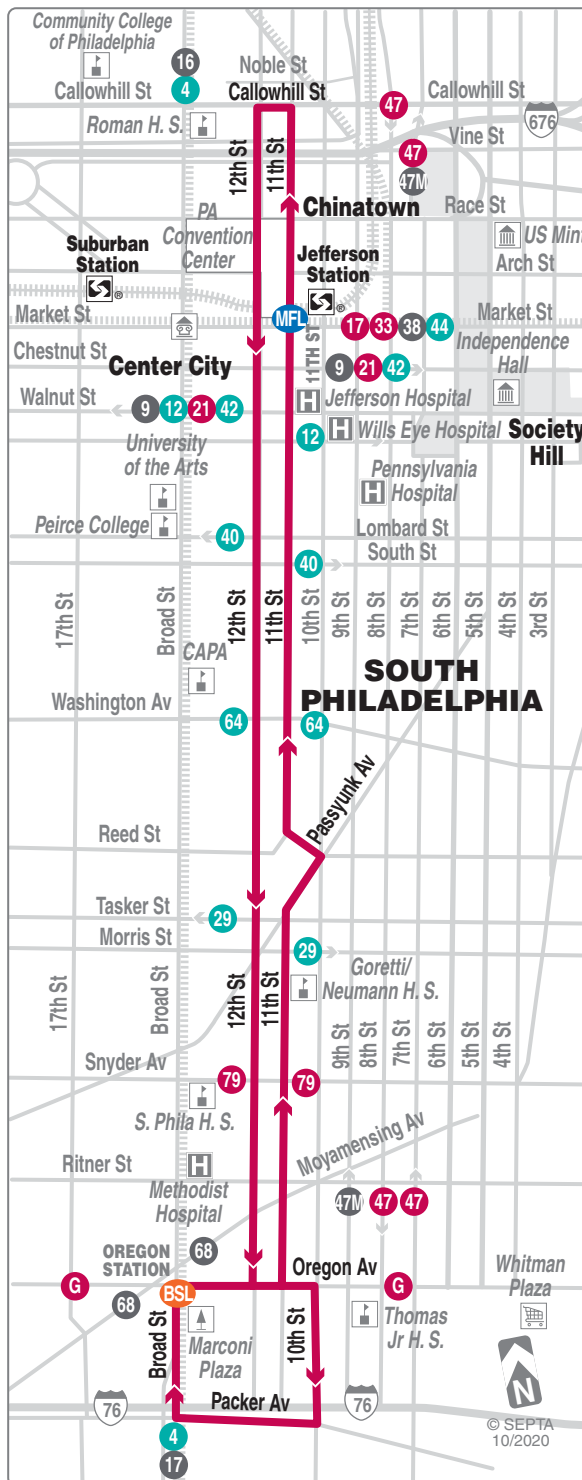 Community College
of Philadelphia
16
4
Noble St
Callowhill St
Callowhill St
Callowhill St
47
676
Roman H. S.
Vine St
47
47M
12th St
11th St
Chinatown
Race St
PA
Convention
Center
US Mint
Suburban
Station
®
Jefferson
Station
®
Arch St
Market St
MFL
17
33
38
44
Market St
Independence
Hall
Chestnut St
Center City
11TH ST
9
21
42
Walnut St
9
12
21
42
Jefferson Hospital
H
12
H
Wills Eye Hospital
Society
Hill
University
of the Arts
Pennsylvania
Hospital
H
Peirce College
40
Lombard St
South St
40
17th St
Broad St
12th St
11th St
10th St
9th St
8th St
7th St
6th St
5th St
4th St
3rd St
CAPA
SOUTH
PHILADELPHIA
Washington Av
64
64
Passyunk Av
Reed St
Tasker St
29
Morris St
29
Goretti/
Neumann H. S.
17th St
Broad St
12th St
11th St
9th St
8th St
7th St
6th St
5th St
4th St
Snyder Av
79
79
S. Phila H. S.
Moyamensing Av
Ritner St
H
Methodist
Hospital
47M
47
47
OREGON
STATION
68
Oregon Av
Whitman
Plaza
G
BSL
G
68
Broad St
Marconi
Plaza
10th St
Thomas
Jr H. S.
N
76
Packer Av
76
4
17
© SEPTA
10/2020